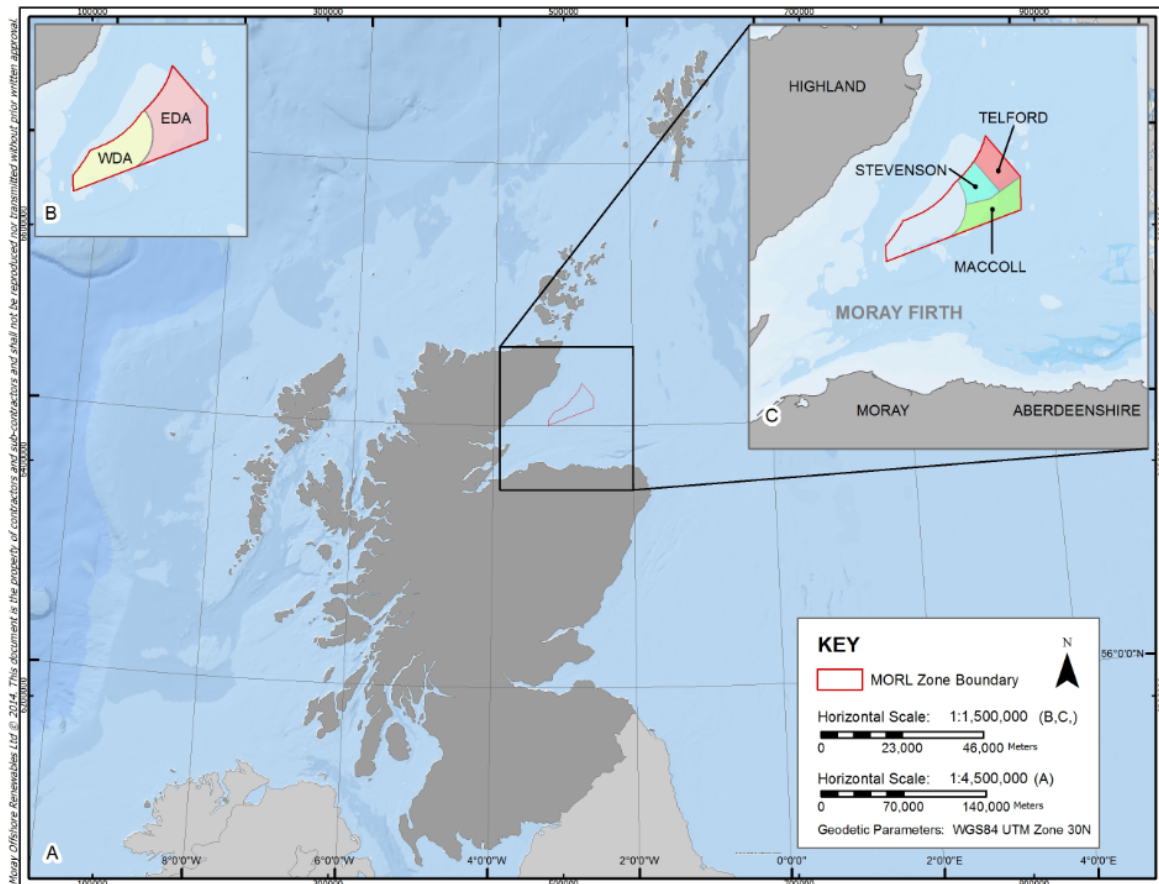 100000
300000
500000
700000
900000
Moray Offshore Renewables Ltd © 2014. This document is the property of contractors and sub-contractors and shall not be reproduced nor transmitted without prior written approval.
EDA
WDA
B
HIGHLAND
TELFORD
STEVENSON
MACCOLL
MORAY FIRTH
C
MORAY
ABERDEENSHIRE
6400000
KEY
N
MORL Zone Boundary
Horizontal Scale: 1:1,500,000 (B,C,)
0 23,000 46,000 Meters
Horizontal Scale: 1:4,500,000 (A)
0 70,000 140,000 Meters
Geodetic Parameters: WGS84 UTM Zone 30N
56°0'0"N
A
8°0'0"W
6°0'0"W
4°0'0"W
2°0'0"W
0°0'0"
2°0'0"E
4°0'0"E